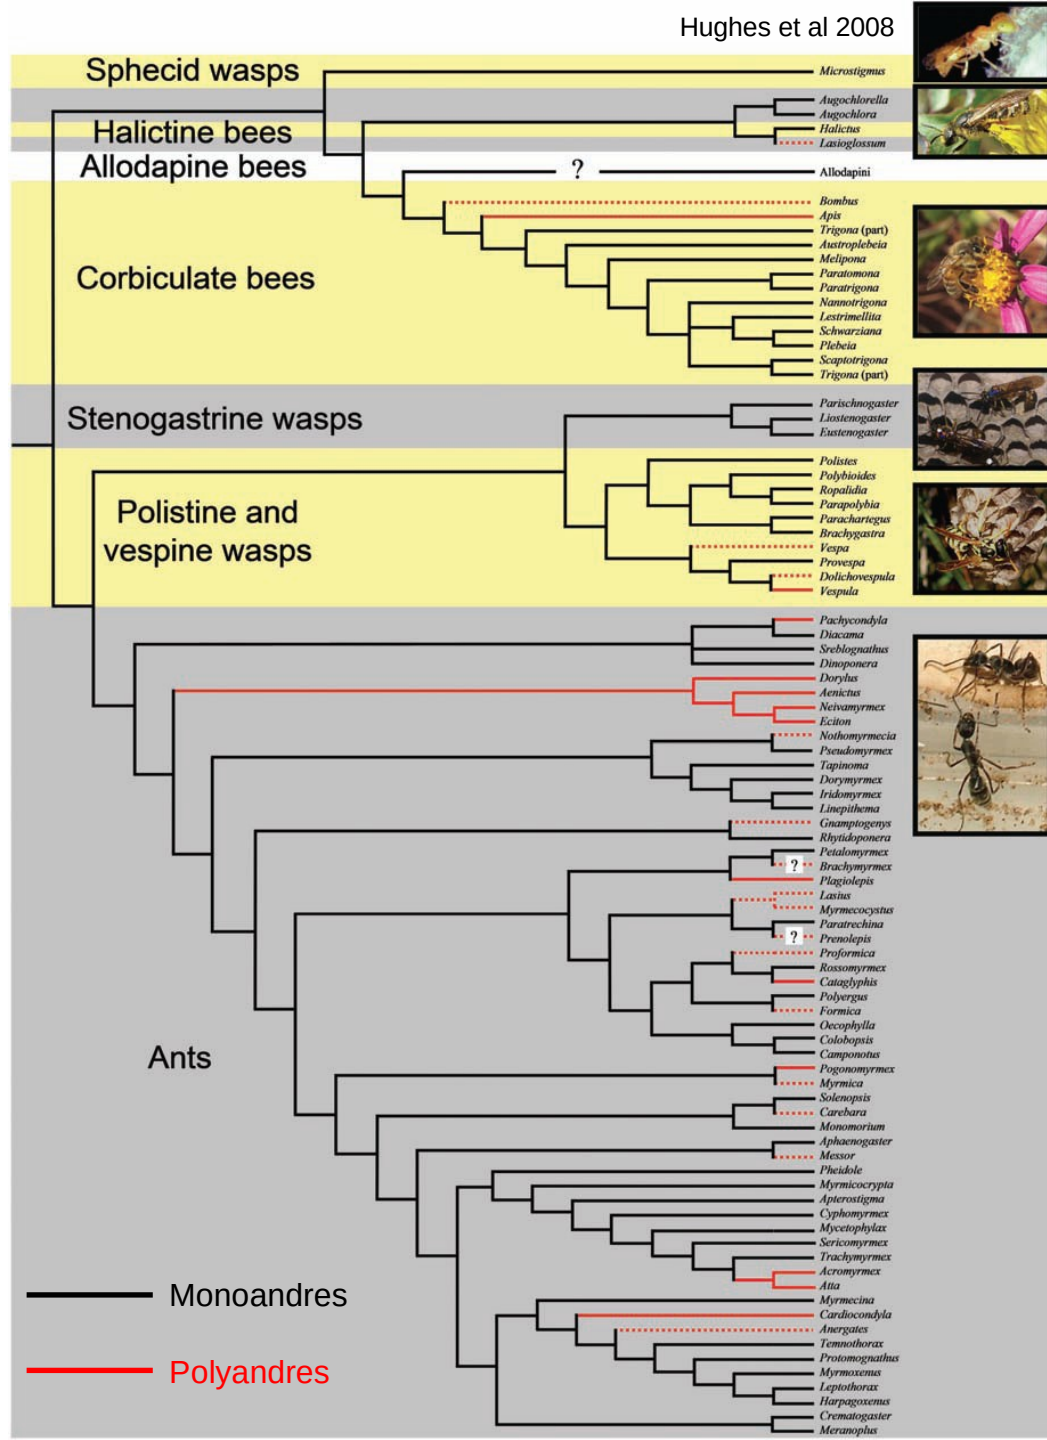 Hughes et al 2008
Sphecid wasps
Microstigmus
Augochlorella
Augochlora
Halictine bees
Halictus
Lasioglossum
Allodapine bees
?
Allodapini
Bombus
Apis
Trigona (part)
Austroplebeia
Melipona
Corbiculate bees
Paratomona
Paratrigona
Nannotrigona
Lestrimellita
Schwarziana
Plebeia
Scaptotrigona
Trigona (part)
Stenogastrine wasps
Parischnogaster
Liostenogaster
Eustenogaster
Polistine and
vespine wasps
Polistes
Polybioides
Ropalidia
Parapolybia
Parachartegus
Brachygastra
Vespa
Provespa
Dolichovespula
Vespula
Pachycondyla
Diacama
Sreblognathus
Dinoponera
Dorylus
Aenictus
Neivamyrmex
Eciton
Nothomyrmecia
Pseudomyrmex
Tapinoma
Dorymyrmex
Iridomyrmex
Linepithema
Gnamptogenys
Rhytidoponera
Petalomyrmex
?
Brachymyrmex
Plagiolepis
Lasius
Myrmecocystus
Paratrechina
?
Prenolepis
Proformica
Rossomyrmex
Cataglyphis
Polyergus
Formica
Oecophylla
Colobopsis
Camponotus
Ants
Pogonomyrmex
Myrmica
Solenopsis
Carebara
Monomorium
Aphaenogaster
Messor
Pheidole
Myrmicocrypta
Apterostigma
Cyphomyrmex
Mycetophylax
Sericomyrmex
Trachymyrmex
Acromyrmex
Atta
Myrmecina
Cardiocondyla
Anergates
Temnothorax
Protomognathus
Myrmoxenus
Leptothorax
Harpagoxenus
Crematogaster
Meranoplus
Monoandres
Polyandres